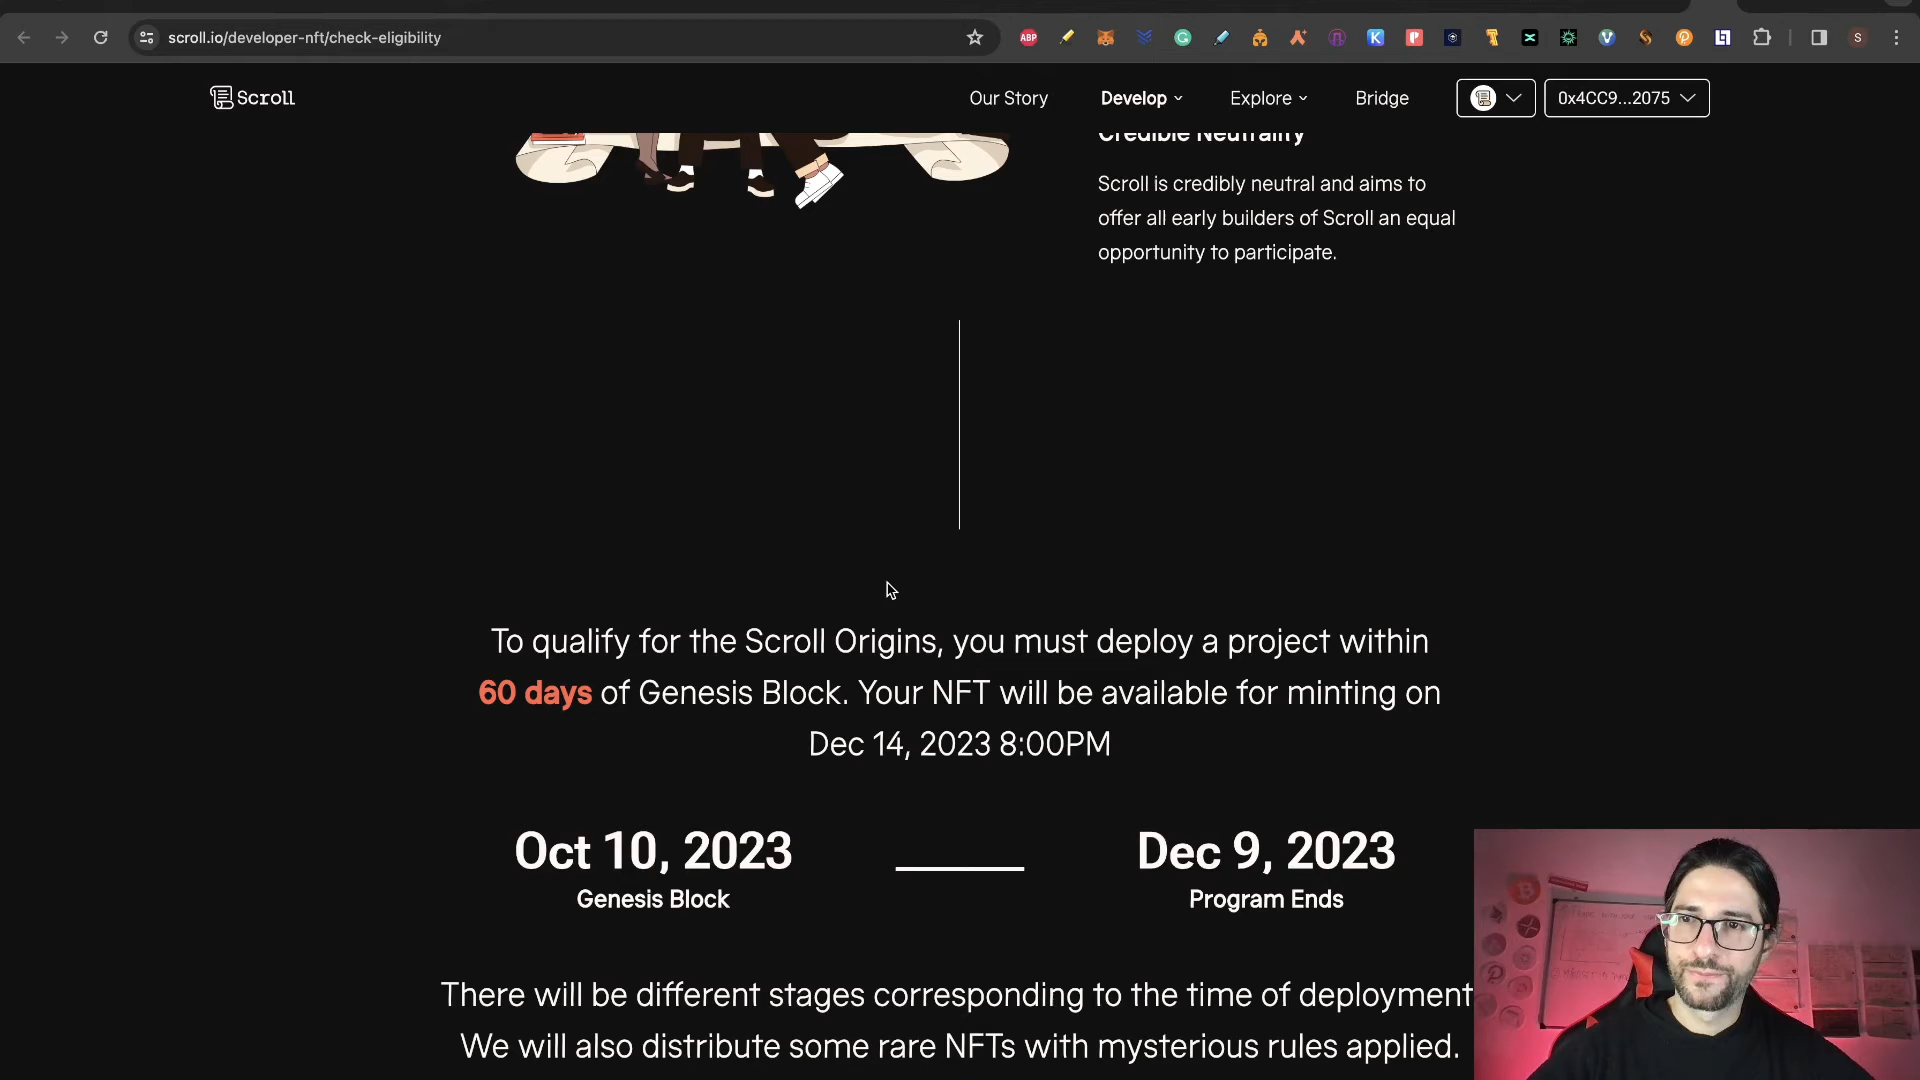 scroll.io/developer-nft/check-eligibility
ABP
S
Scroll
Our Story
Develop
Explore
Bridge
0x4CC9...2075
Credible Neutrality
Scroll is credibly neutral and aims to
offer all early builders of Scroll an equal
opportunity to participate.
To qualify for the Scroll Origins, you must deploy a project within
60 days of Genesis Block. Your NFT will be available for minting on
Dec 14, 2023 8:00PM
Oct 10, 2023
Genesis Block
Dec 9, 2023
Program Ends
There will be different stages corresponding to the time of deployment
We will also distribute some rare NFTs with mysterious rules applied.